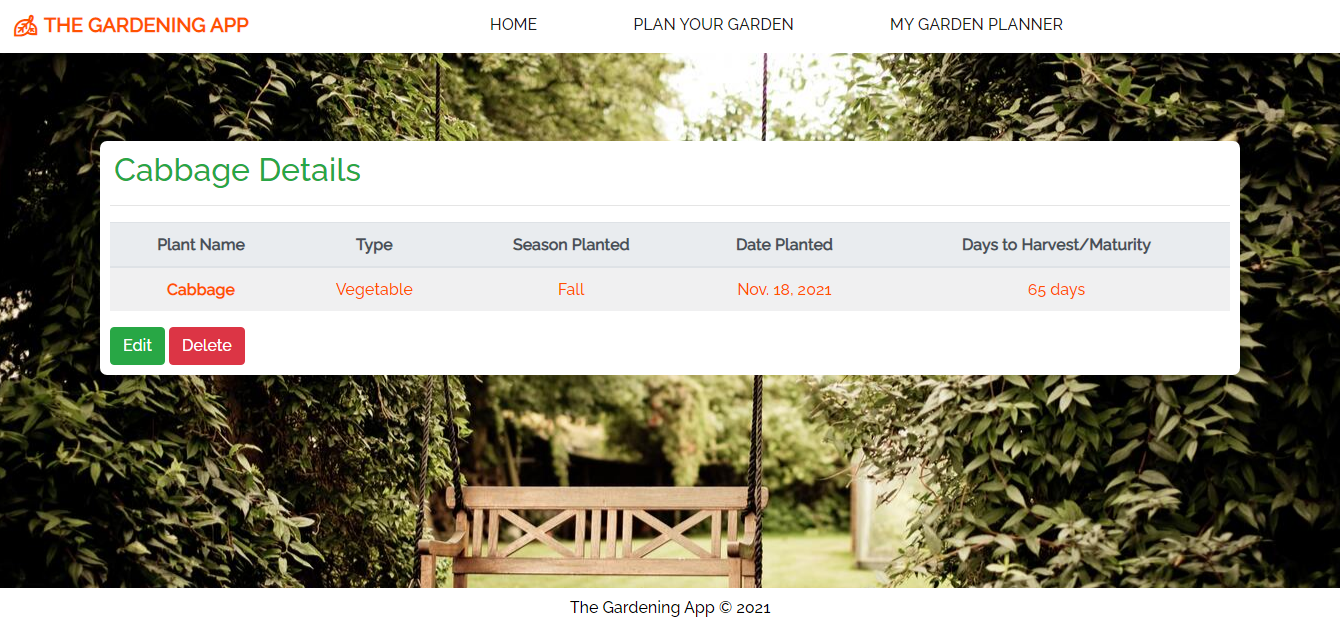 THE GARDENING APP HOME PLAN YOUR GARDEN MY GARDEN PLANNER
Cabbage Details
Plant Name Type Season Planted Date Planted Days to Harvest/Maturity
Cabbage Vegetable Fall Nov. 18, 2021 65 days
Edit Delete
The Gardening App © 2021